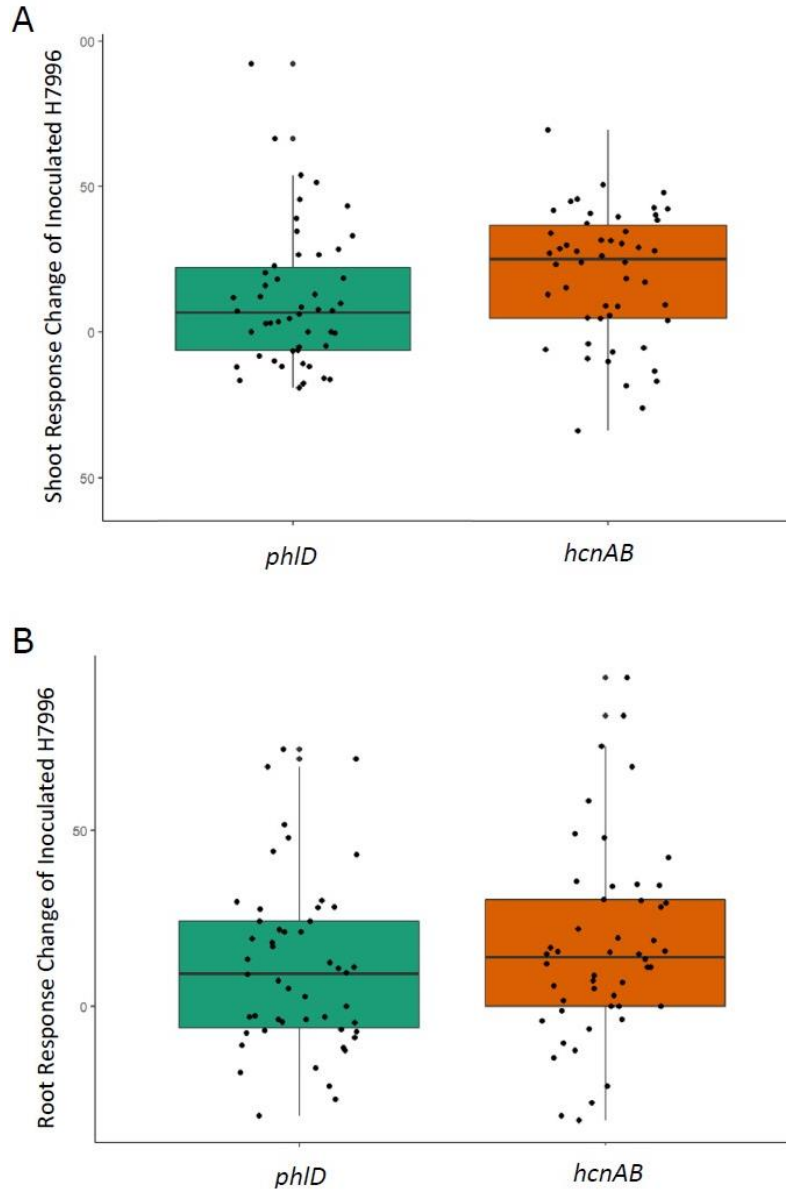 A
Shoot Response Change of Inoculated H7996
00
50
0
50
phlD
hcnAB
B
Root Response Change of Inoculated H7996
50
0
phlD
hcnAB